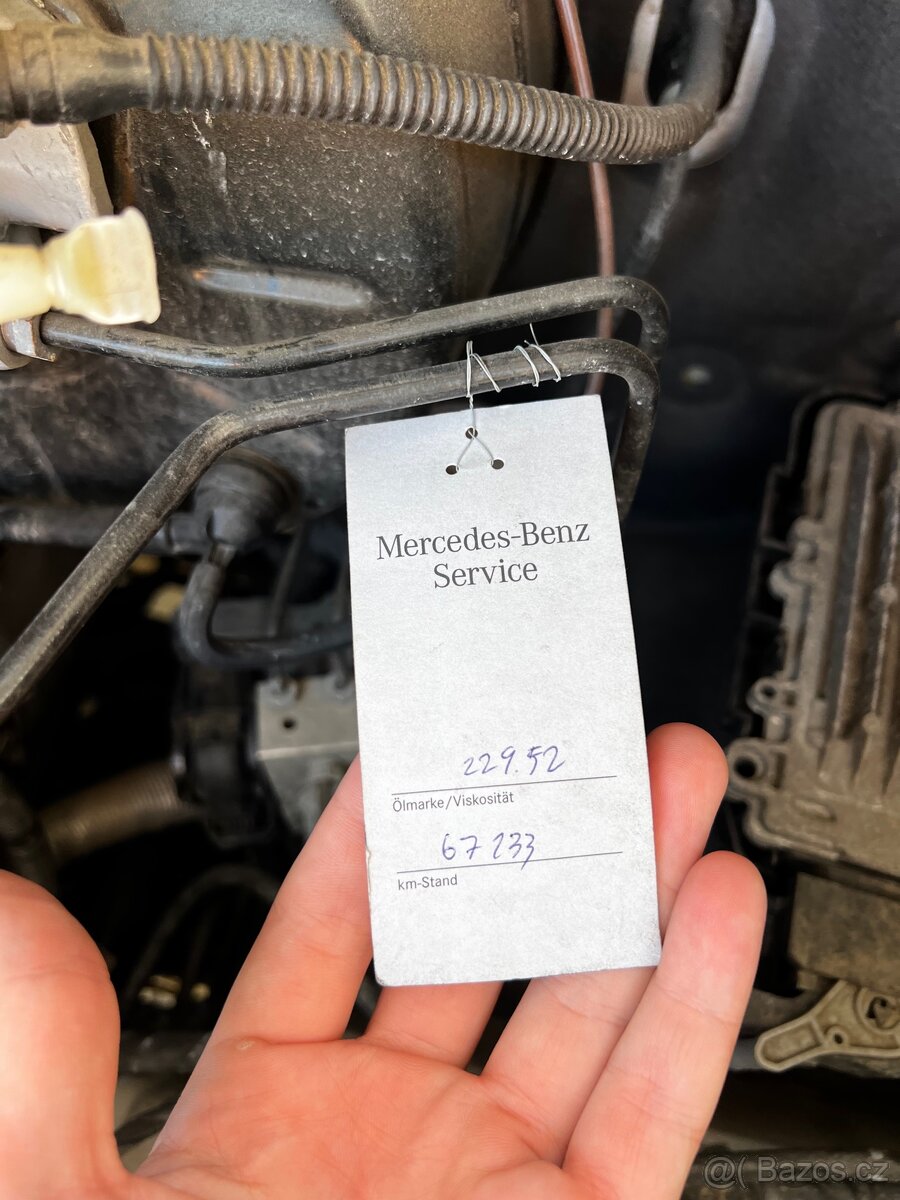 Mercedes-Benz
Service
229.52
Ölmarke/Viskosität
67 233
km-Stand
@( Bazos.cz